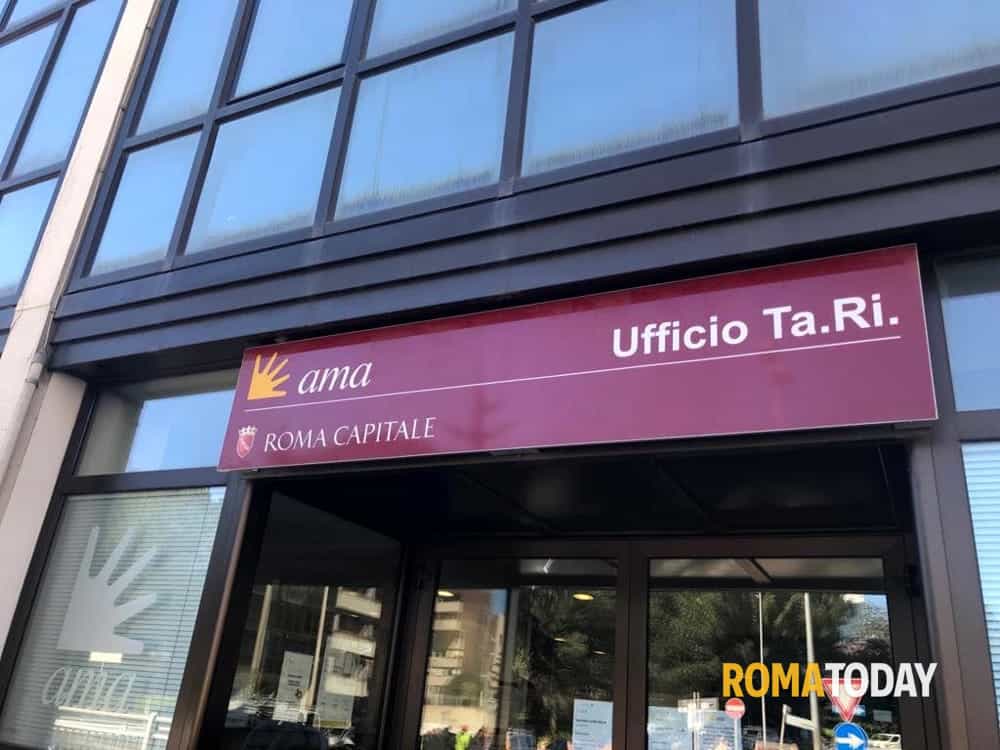 Ufficio Ta.Ri.
ama
ROMA CAPITALE
ama
ROMATODAY